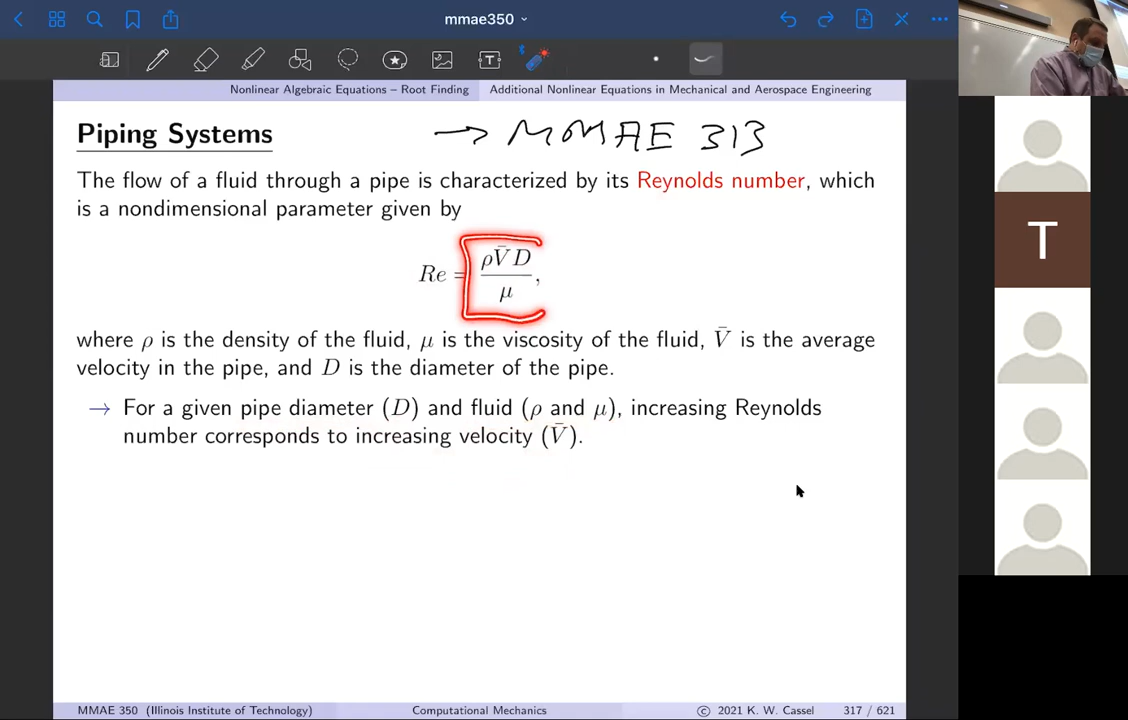 mmae350
Nonlinear Algebraic Equations – Root Finding Additional Nonlinear Equations in Mechanical and Aerospace Engineering
Piping Systems → MMAE 313
The flow of a fluid through a pipe is characterized by its Reynolds number, which
is a nondimensional parameter given by
Re = ρV̄D/μ,
where ρ is the density of the fluid, μ is the viscosity of the fluid, V̄ is the average
velocity in the pipe, and D is the diameter of the pipe.
→ For a given pipe diameter (D) and fluid (ρ and μ), increasing Reynolds
number corresponds to increasing velocity (V̄).
MMAE 350 (Illinois Institute of Technology) Computational Mechanics © 2021 K. W. Cassel 317 / 621
T